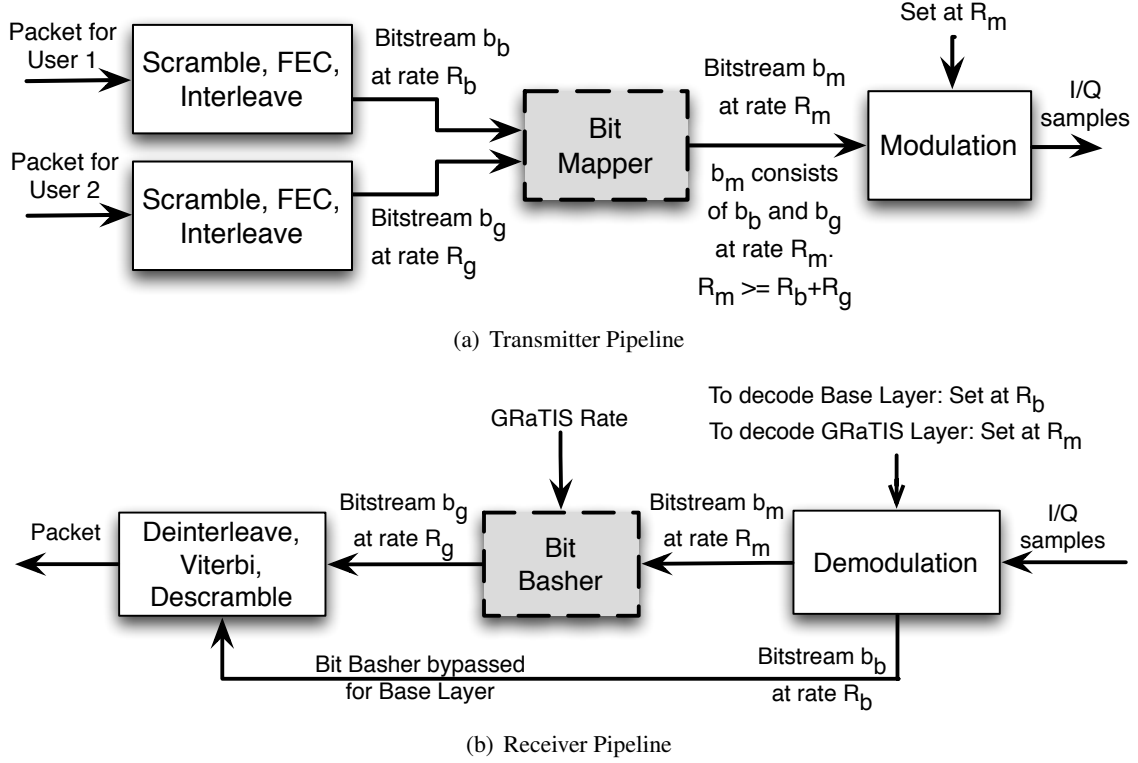 Packet for
User 1
Scramble, FEC,
Interleave
Bitstream b_b
at rate R_b
Packet for
User 2
Scramble, FEC,
Interleave
Bitstream b_g
at rate R_g
Bit
Mapper
Bitstream b_m
at rate R_m
b_m consists
of b_b and b_g
at rate R_m.
R_m >= R_b+R_g
Set at R_m
Modulation
I/Q
samples
(a) Transmitter Pipeline
To decode Base Layer: Set at R_b
To decode GRaTIS Layer: Set at R_m
GRaTIS Rate
Packet
Deinterleave,
Viterbi,
Descramble
Bitstream b_g
at rate R_g
Bit
Basher
Bitstream b_m
at rate R_m
Demodulation
I/Q
samples
Bit Basher bypassed
for Base Layer
Bitstream b_b
at rate R_b
(b) Receiver Pipeline